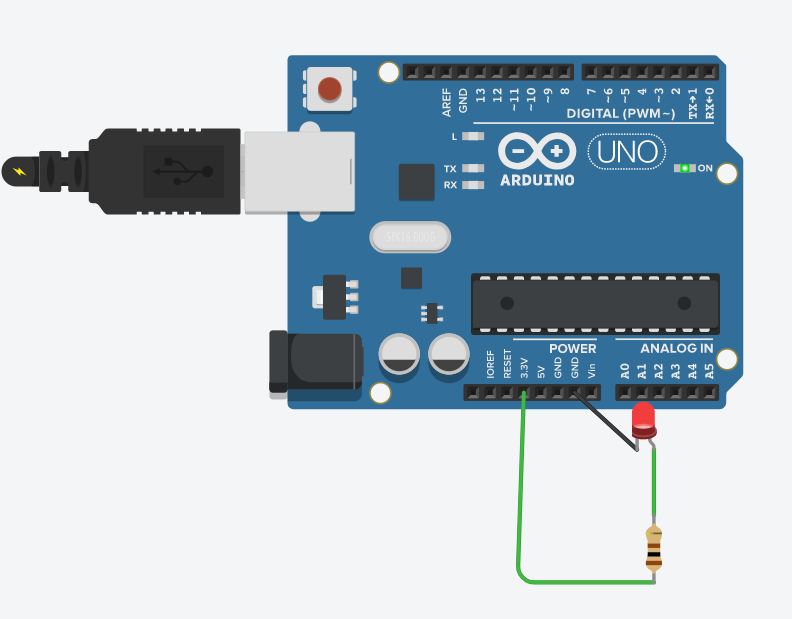 AREF
GND
13
12
~11
~10
~9
8
7
~6
~5
4
~3
2
TX→1
RX←0
DIGITAL (PWM~)
L
TX
RX
UNO
ARDUINO
ON
POWER
ANALOG IN
IOREF
RESET
3.3V
5V
GND
GND
Vin
A0
A1
A2
A3
A4
A5